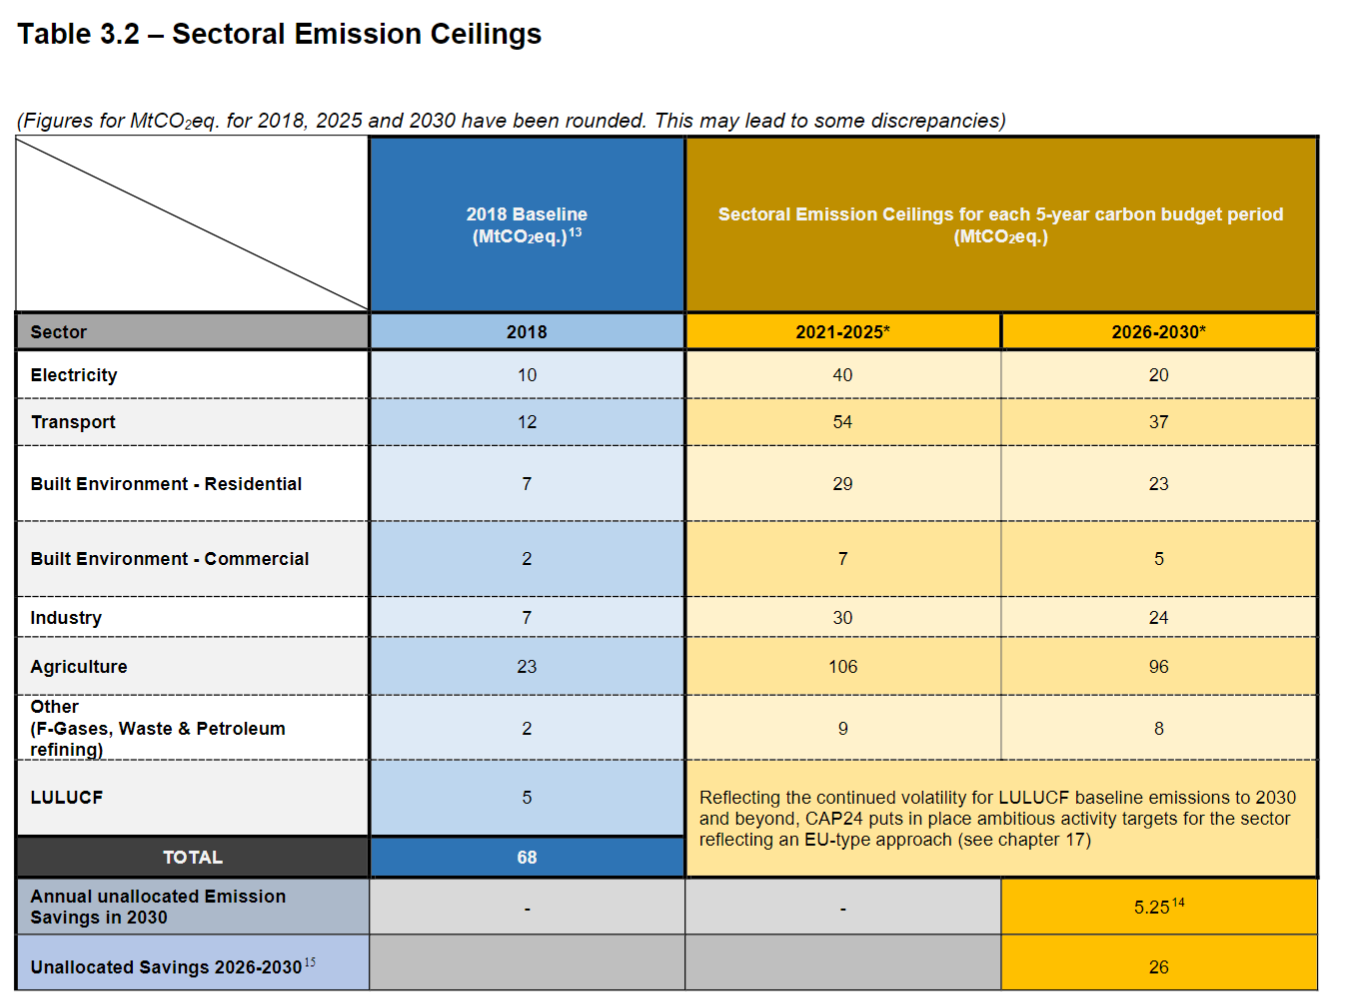 Table 3.2 – Sectoral Emission Ceilings
(Figures for MtCO₂eq. for 2018, 2025 and 2030 have been rounded. This may lead to some discrepancies)
2018 Baseline
(MtCO₂eq.)¹³
Sectoral Emission Ceilings for each 5-year carbon budget period
(MtCO₂eq.)
Sector 2018 2021-2025* 2026-2030*
Electricity 10 40 20
Transport 12 54 37
Built Environment - Residential 7 29 23
Built Environment - Commercial 2 7 5
Industry 7 30 24
Agriculture 23 106 96
Other
(F-Gases, Waste & Petroleum
refining)
2 9 8
LULUCF 5
Reflecting the continued volatility for LULUCF baseline emissions to 2030
and beyond, CAP24 puts in place ambitious activity targets for the sector
reflecting an EU-type approach (see chapter 17)
TOTAL 68
Annual unallocated Emission
Savings in 2030
- - 5.25¹⁴
Unallocated Savings 2026-2030¹⁵ 26